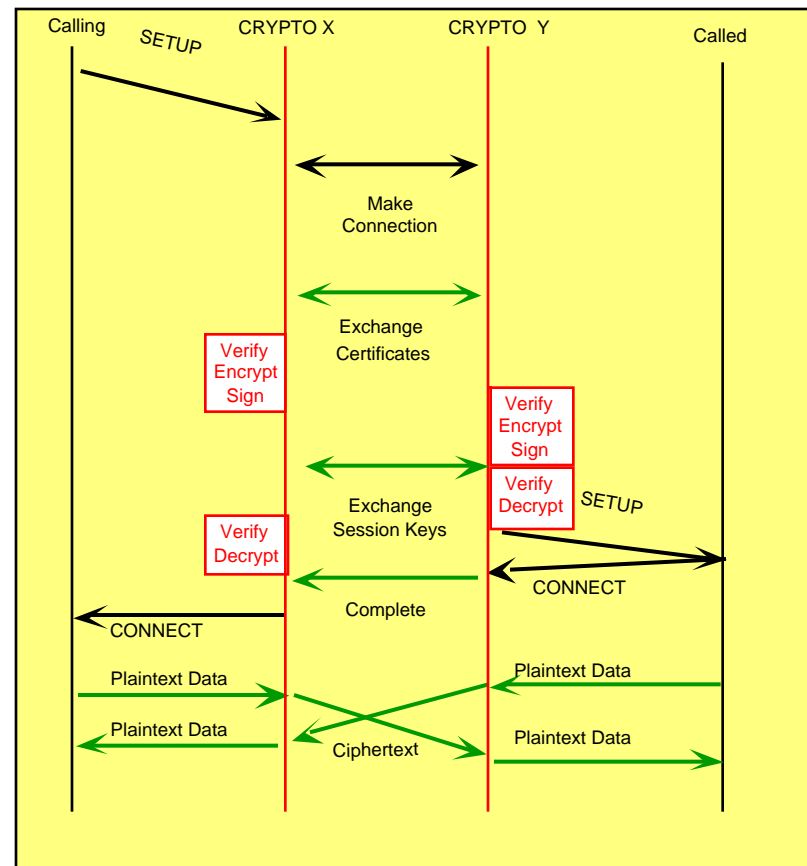 Calling
CRYPTO X
CRYPTO Y
Called
SETUP
Make
Connection
Exchange
Certificates
Verify
Encrypt
Sign
Verify
Encrypt
Sign
Verify
Decrypt
SETUP
Exchange
Session Keys
Verify
Decrypt
CONNECT
Complete
CONNECT
Plaintext Data
Plaintext Data
Plaintext Data
Ciphertext
Plaintext Data